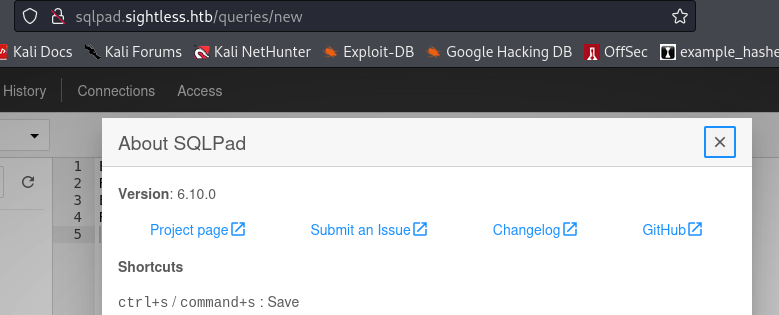 sqlpad.sightless.htb/queries/new
Kali Docs Kali Forums Kali NetHunter Exploit-DB Google Hacking DB OffSec example_hashe
History Connections Access
About SQLPad
1
2
3
4
5
Version: 6.10.0
Project page Submit an Issue Changelog GitHub
Shortcuts
ctrl+s / command+s : Save